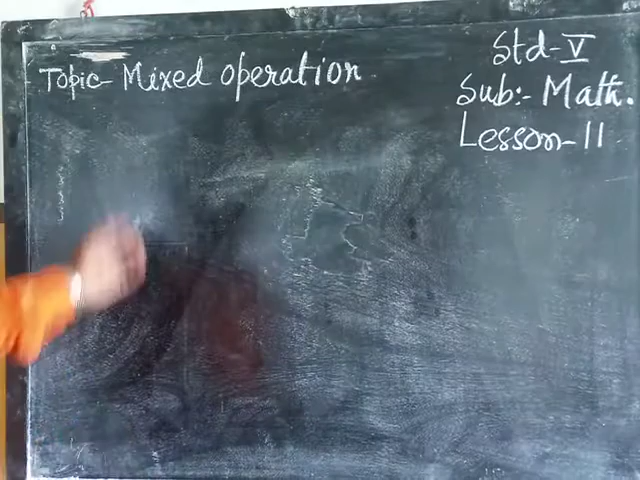 Topic- Mixed operation
Std-V
Sub:- Math.
Lesson-11